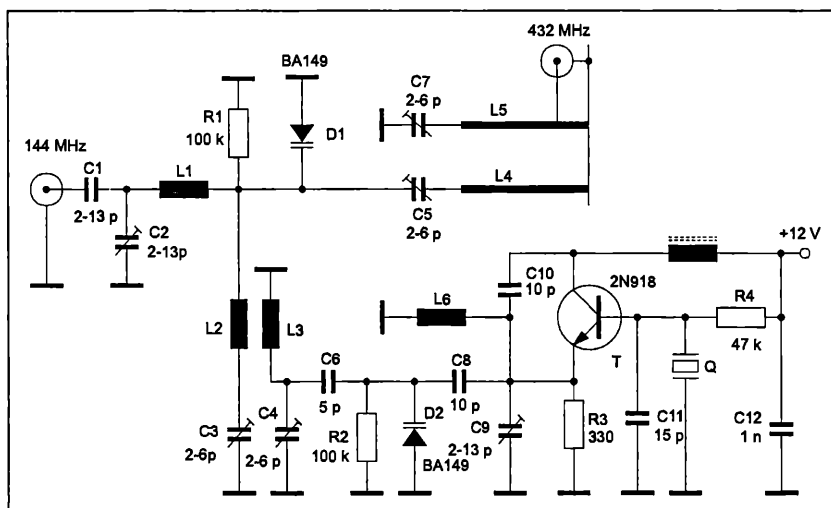 432 MHz
BA149
C7
2-6 p
L5
R1
100 k
D1
144 MHz
C1
L1
L4
2-13 p
C5
2-6 p
C2
2-13p
+12 V
C10
10 p
2N918
R4
L6
47 k
L2
L3
T
Q
C6
C8
5 p
10 p
D2
C3
C4
R2
C9
R3
330
C11
C12
2-6p
2-6 p
100k
2-13 p
15 p
1 n
BA149